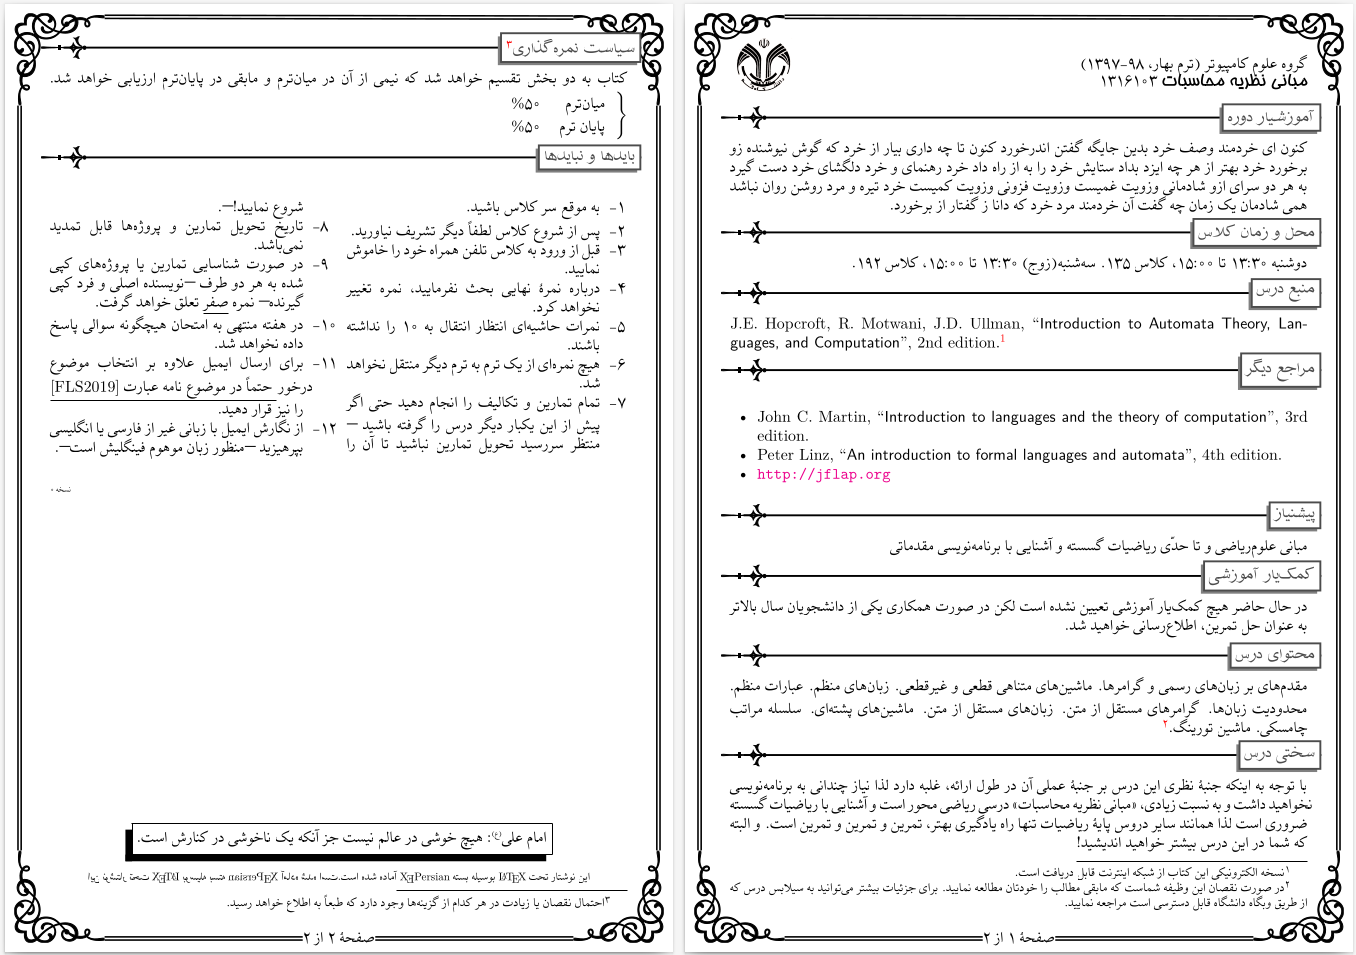 گروه علوم کامپیوتر (ترم بهار، ۹۸-۱۳۹۷)
مبانی نظریه محاسبات ۱۳۱۶۱۰۳
آموزشیار دوره
کنون ای خردمند وصف خرد بدین جایگه گفتن اندرخورد کنون تا چه داری بیار از خرد که گوش نیوشنده زو
برخورد خرد بهتر از هر چه ایزد بداد ستایش خرد را به از راه داد خرد رهنمای و خرد دلگشای خرد دست گیرد
به هر دو سرای ازو شادمانی وزویت غمیست وزویت فزونی وزویت کمیست خرد تیره و مرد روشن روان نباشد
همی شادمان یک زمان چه گفت آن خردمند مرد خرد که دانا ز گفتار از برخورد.
محل و زمان کلاس
دوشنبه ۱۳:۳۰ تا ۱۵:۰۰، کلاس ۱۳۵. سه‌شنبه(زوج) ۱۳:۳۰ تا ۱۵:۰۰، کلاس ۱۹۲.
منبع درس
J.E. Hopcroft, R. Motwani, J.D. Ullman, “Introduction to Automata Theory, Lan-
guages, and Computation”, 2nd edition.1
مراجع دیگر
• John C. Martin, “Introduction to languages and the theory of computation”, 3rd
edition.
• Peter Linz, “An introduction to formal languages and automata”, 4th edition.
• http://jflap.org
پیشنیاز
مبانی علوم‌ریاضی و تا حدّی ریاضیات گسسته و آشنایی با برنامه‌نویسی مقدماتی
کمک‌یار آموزشی
در حال حاضر هیچ کمک‌یار آموزشی تعیین نشده است لکن در صورت همکاری یکی از دانشجویان سال بالاتر
به عنوان حل تمرین، اطلاع‌رسانی خواهید شد.
محتوای درس
مقدم‌های بر زبان‌های رسمی و گرامرها. ماشین‌های متناهی قطعی و غیرقطعی. زبان‌های منظم. عبارات منظم.
محدودیت زبان‌ها. گرامرهای مستقل از متن. زبان‌های مستقل از متن. ماشین‌های پشته‌ای. سلسله مراتب
چامسکی. ماشین تورینگ.۲
سختی درس
با توجه به اینکه جنبهٔ نظری این درس بر جنبهٔ عملی آن در طول ارائه، غلبه دارد لذا نیاز چندانی به برنامه‌نویسی
نخواهید داشت و به نسبت زیادی، «مبانی نظریه محاسبات» درسی ریاضی محور است و آشنایی با ریاضیات گسسته
ضروری است لذا همانند سایر دروس پایهٔ ریاضیات تنها راه یادگیری بهتر، تمرین و تمرین و تمرین است. و البته
که شما در این درس بیشتر خواهید اندیشید!
۱نسخه الکترونیکی این کتاب از شبکه اینترنت قابل دریافت است.
۲در صورت نقصان این وظیفه شماست که مابقی مطالب را خودتان مطالعه نمایید. برای جزئیات بیشتر می‌توانید به سیلابس درس که
از طریق وبگاه دانشگاه قابل دسترسی است مراجعه نمایید.
صفحهٔ ۱ از ۲
سیاست نمره‌گذاری۳
کتاب به دو بخش تقسیم خواهد شد که نیمی از آن در میان‌ترم و مابقی در پایان‌ترم ارزیابی خواهد شد.
میان‌ترم ۵۰%
پایان ترم ۵۰%
بایدها و نبایدها
۱- به موقع سر کلاس باشید.
۲- پس از شروع کلاس لطفاً دیگر تشریف نیاورید.
۳- قبل از ورود به کلاس تلفن همراه خود را خاموش
نمایید.
۴- درباره نمرهٔ نهایی بحث نفرمایید، نمره تغییر
نخواهد کرد.
۵- نمرات حاشیه‌ای انتظار انتقال به ۱۰ را نداشته
باشند.
۶- هیچ نمره‌ای از یک ترم به ترم دیگر منتقل نخواهد
شد.
۷- تمام تمارین و تکالیف را انجام دهید حتی اگر
پیش از این یکبار دیگر درس را گرفته باشید –
منتظر سررسید تحویل تمارین نباشید تا آن را
شروع نمایید!–.
۸- تاریخ تحویل تمارین و پروژه‌ها قابل تمدید
نمی‌باشد.
۹- در صورت شناسایی تمارین یا پروژه‌های کپی
شده به هر دو طرف –نویسنده اصلی و فرد کپی
گیرنده– نمره صفر تعلق خواهد گرفت.
۱۰- در هفته منتهی به امتحان هیچگونه سوالی پاسخ
داده نخواهد شد.
۱۱- برای ارسال ایمیل علاوه بر انتخاب موضوع
درخور حتماً در موضوع نامه عبارت [FLS2019]
را نیز قرار دهید.
۱۲- از نگارش ایمیل با زبانی غیر از فارسی یا انگلیسی
بپرهیزید –منظور زبان موهوم فینگلیش است–.
نسخه ۰
امام علی(ع): هیچ خوشی در عالم نیست جز آنکه یک ناخوشی در کنارش است.
این نوشتار تحت LATEX بوسیله بسته XePersian آماده شده است.
۳احتمال نقصان یا زیادت در هر کدام از گزینه‌ها وجود دارد که طبعاً به اطلاع خواهد رسید.
صفحهٔ ۲ از ۲